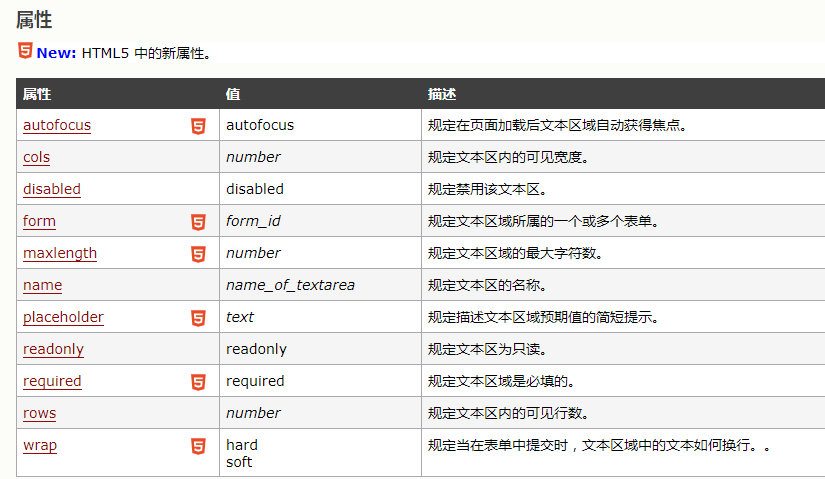 属性
New: HTML5 中的新属性。
属性 值 描述
autofocus 5 autofocus 规定在页面加载后文本区域自动获得焦点。
cols number 规定文本区内的可见宽度。
disabled disabled 规定禁用该文本区。
form 5 form_id 规定文本区域所属的一个或多个表单。
maxlength 5 number 规定文本区域的最大字符数。
name name_of_textarea 规定文本区的名称。
placeholder 5 text 规定描述文本区域预期值的简短提示。
readonly readonly 规定文本区为只读。
required 5 required 规定文本区域是必填的。
rows number 规定文本区内的可见行数。
wrap 5 hard 规定当在表单中提交时，文本区域中的文本如何换行。。
soft